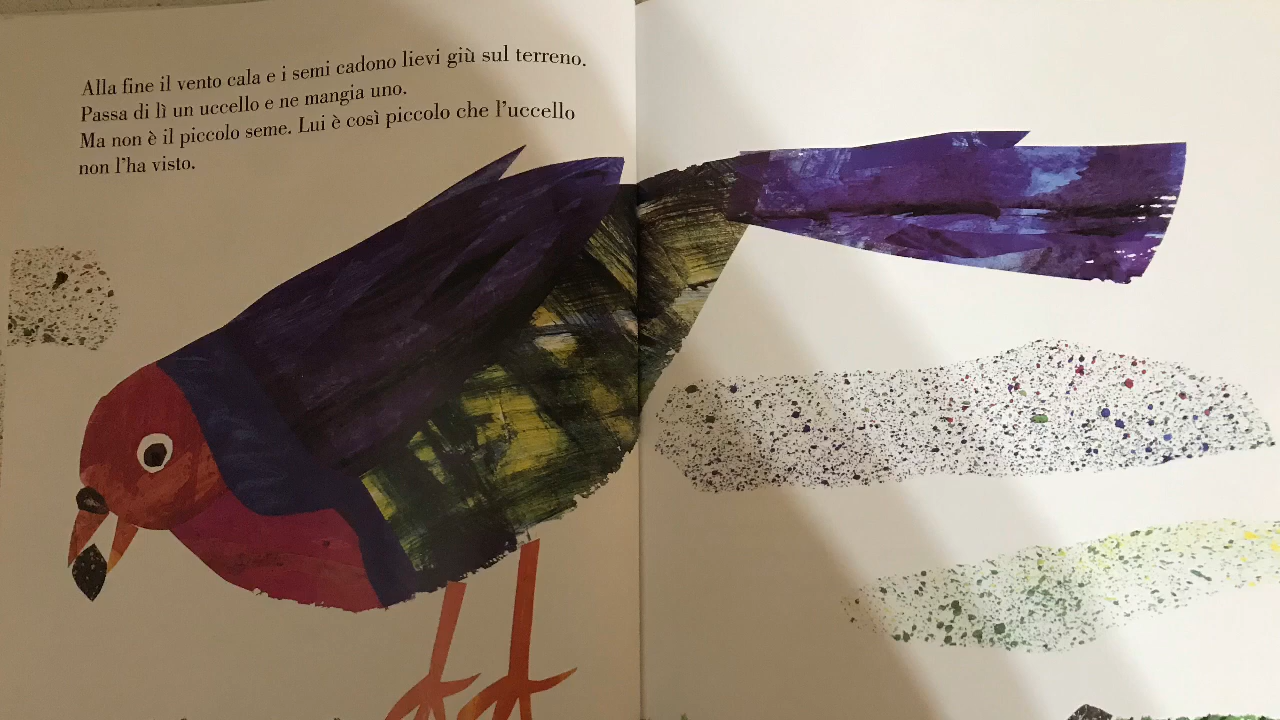 Alla fine il vento cala e i semi cadono lievi giù sul terreno.
Passa di lì un uccello e ne mangia uno.
Ma non è il piccolo seme. Lui è così piccolo che l'uccello
non l'ha visto.